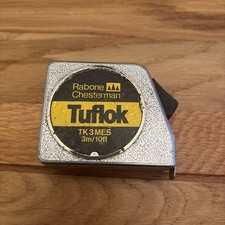 Rabone
Chesterman
Tuflok
TK3MES
3m/10ft